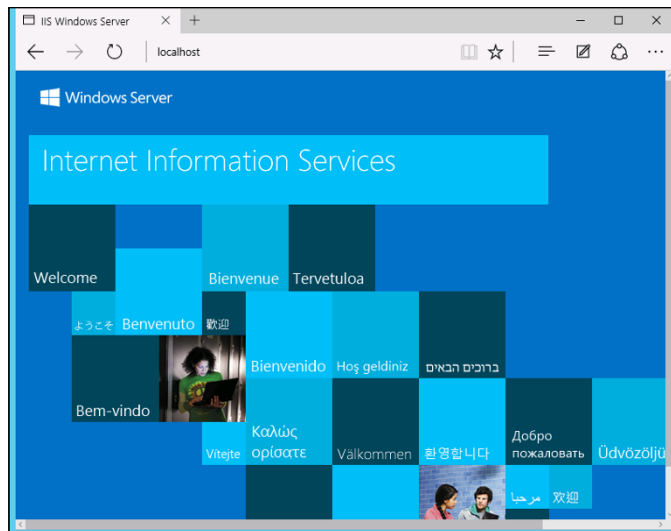 IIS Windows Server
localhost
Windows Server
Internet Information Services
Welcome
Bienvenue
Tervetuloa
ようこそ
Benvenuto
歡迎
Bienvenido
Hoş geldiniz
ברוכים הבאים
Bem-vindo
Vítejte
Καλώς
ορίσατε
Välkommen
환영합니다
Добро
пожаловать
Üdvözölju
مرحبا
欢迎